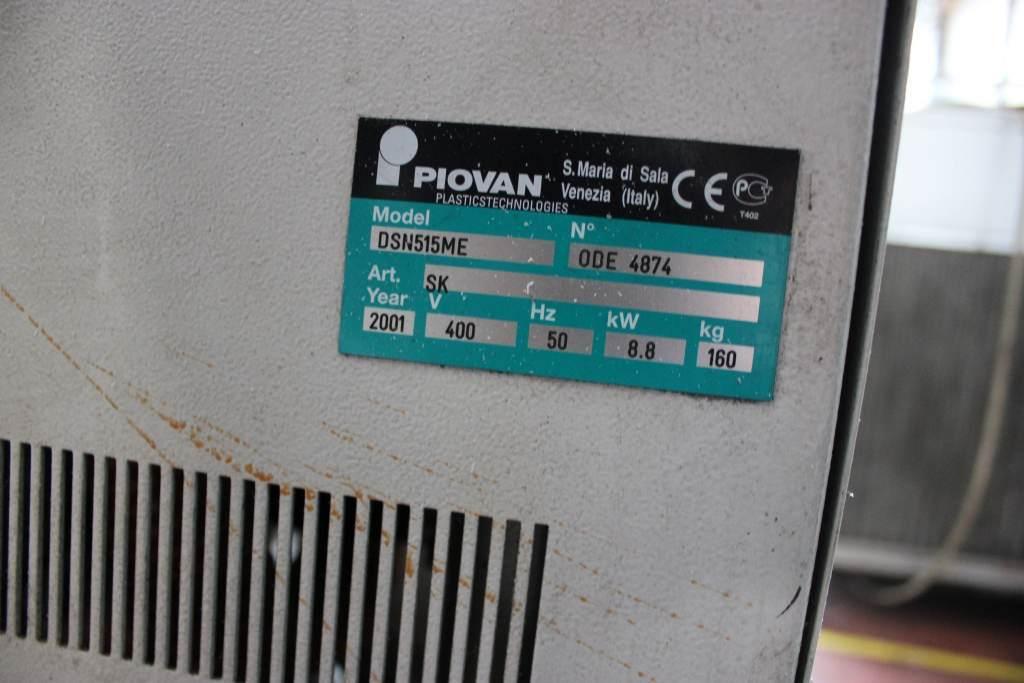 PIOVAN
PLASTICSTECHNOLOGIES
S. Maria di Sala
Venezia (Italy)
CE
T402
Model
N°
DSN515ME
ODE 4874
Art.
SK
Year
V
Hz
kW
kg
2001
400
50
8.8
160